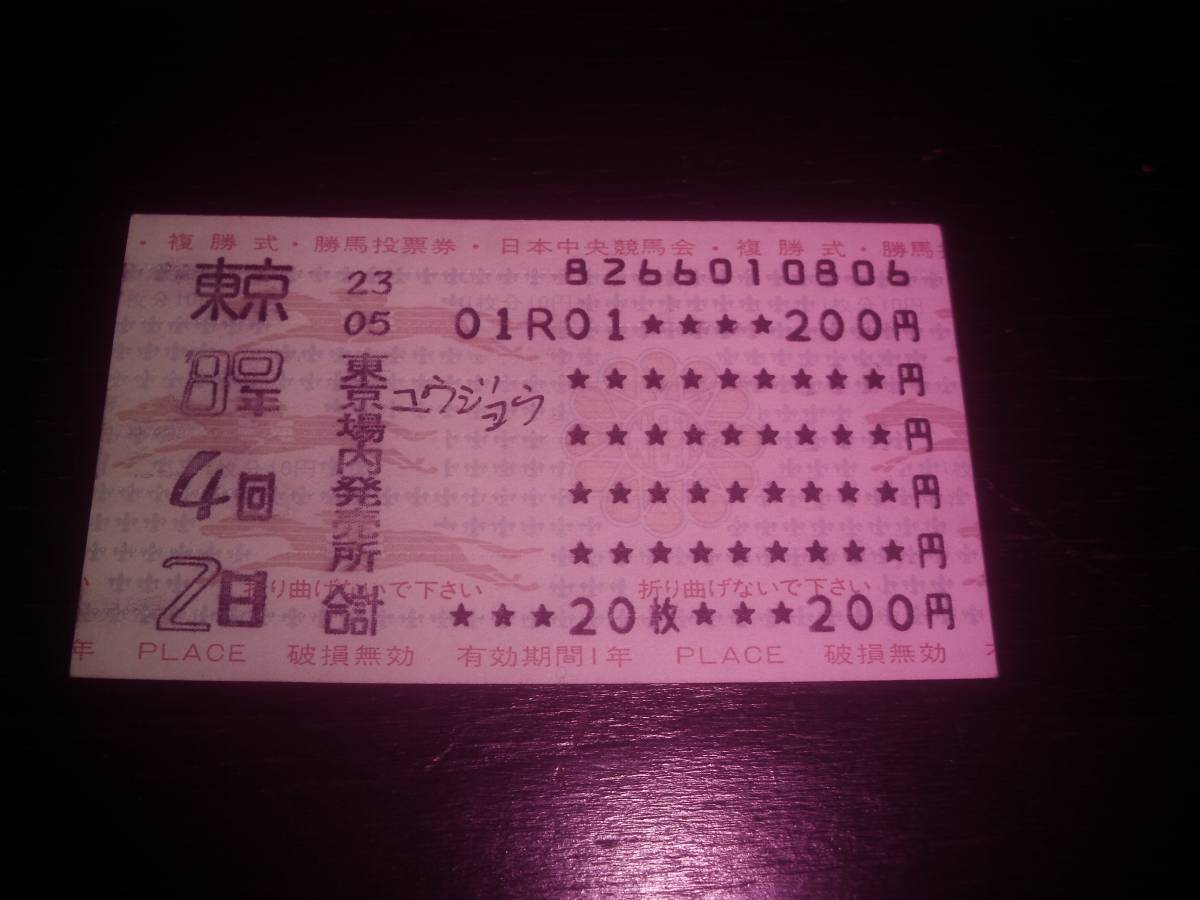 ・複勝式・勝馬投票券・日本中央競馬会・複勝式・勝馬
東京 23 8266010806
05 01R01★★★★200円
東京場内発売所
ユウジョウ
★★★★★★★★★円
★★★★★★★★★円
4回 ★★★★★★★★★円
★★★★★★★★★円
折り曲げないで下さい 折り曲げないで下さい
2日 合計 ★★★20枚★★★200円
年 PLACE 破損無効 有効期間1年 PLACE 破損無効